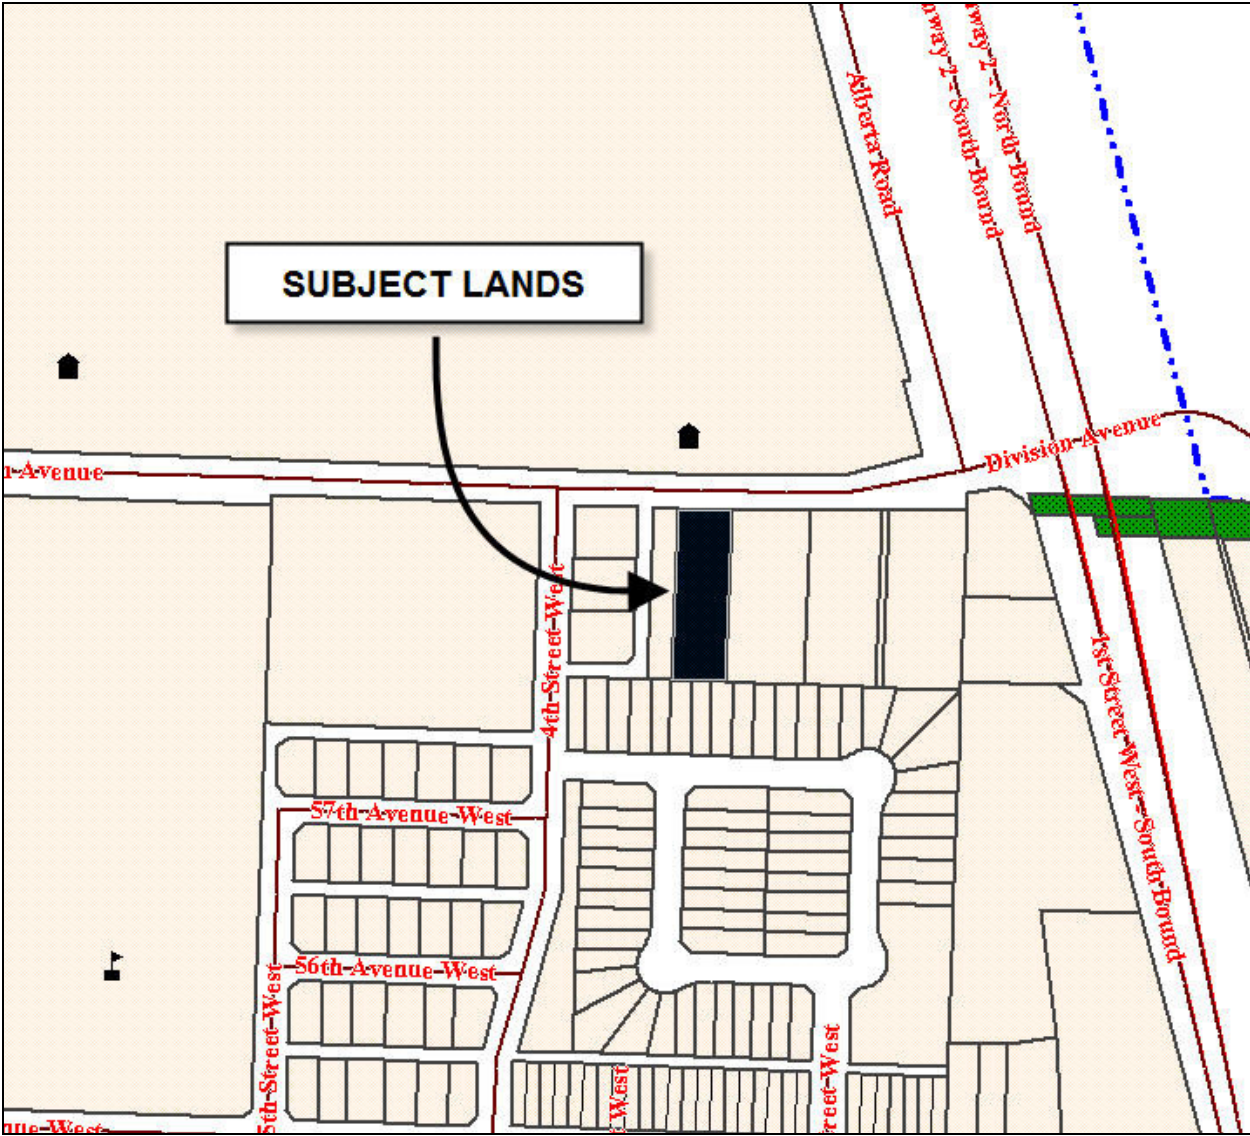 Alberta Road
way 2 - South Bound
way 2 - North Bound
SUBJECT LANDS
Division Avenue
Avenue
4th Street West
1st Street West - South Bound
57th Avenue West
56th Avenue West
5th Street West
West
reet West
nue West